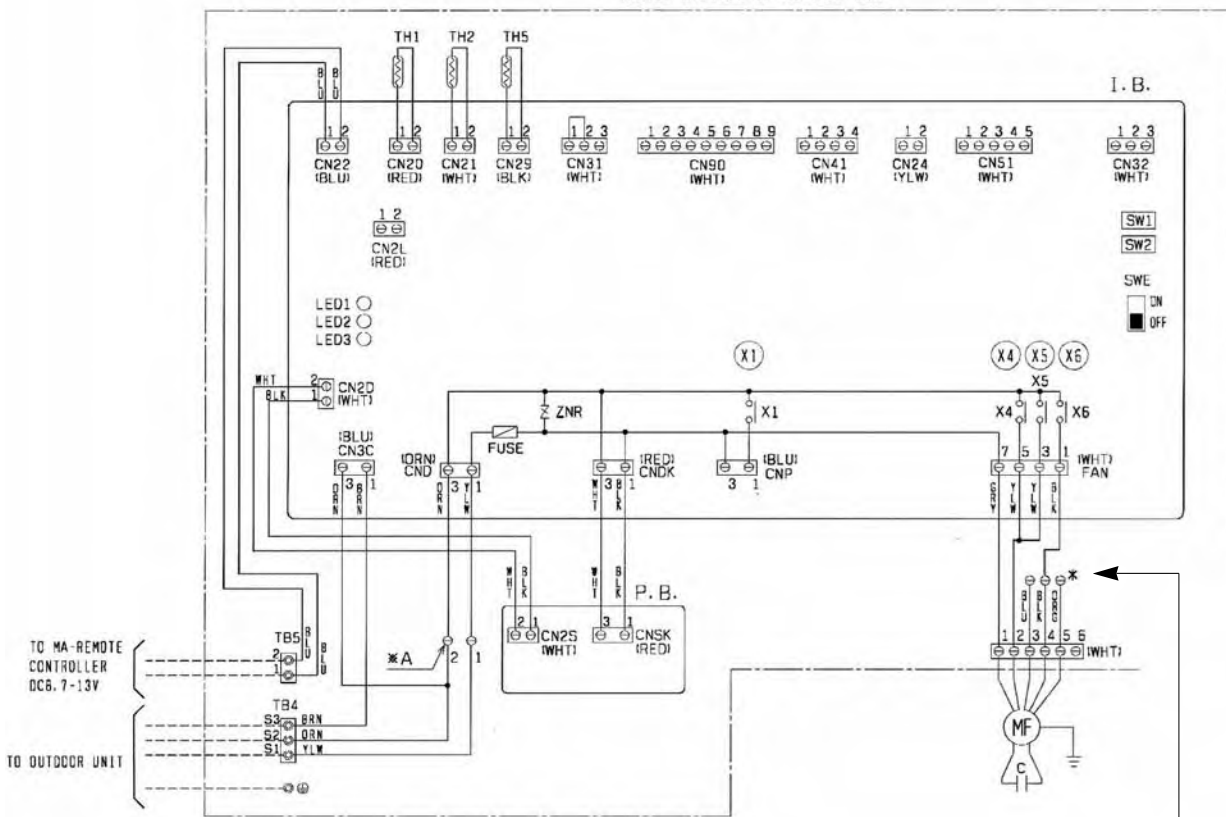 TH1 TH2 TH5
BLU BLU
I.B.
1 2 1 2 1 2 1 2 1 2 3 1 2 3 4 5 6 7 8 9 1 2 3 4 1 2 1 2 3 4 5 1 2 3
CN22 CN20 CN21 CN29 CN31 CN90 CN41 CN24 CN51 CN32
(BLU) (RED) (WHT) (BLK) (WHT) (WHT) (WHT) (YLW) (WHT) (WHT)
1 2
CN2L
(RED)
SW1
SW2
SWE
ON
OFF
LED1
LED2
LED3
X1 X4 X5 X6
WHT 2 CN2D
BLK 1 (WHT)
X5
ZNR X1 X4 X6
FUSE
(BLU) (ORN) (RED) (BLU) 7 5 3 1 (WHT)
CN3C CND CNDK CNP FAN
3 1 3 1 3 1 3 1
ORN BRN ORN YLW WHT BLK GRY YLW YLW BLK
※
WHT BLK WHT BLK P.B. BLU BLK ORG
2 1 CN2S 3 1 CNSK
(WHT) (RED)
※A 2 1
1 2 3 4 5 6 (WHT)
TO MA-REMOTE
CONTROLLER
DC6.7-13V
TB5
2 BLU
1 BLU
TB4
S3 BRN
S2 ORN
S1 YLW
TO OUTDOOR UNIT
MF
C